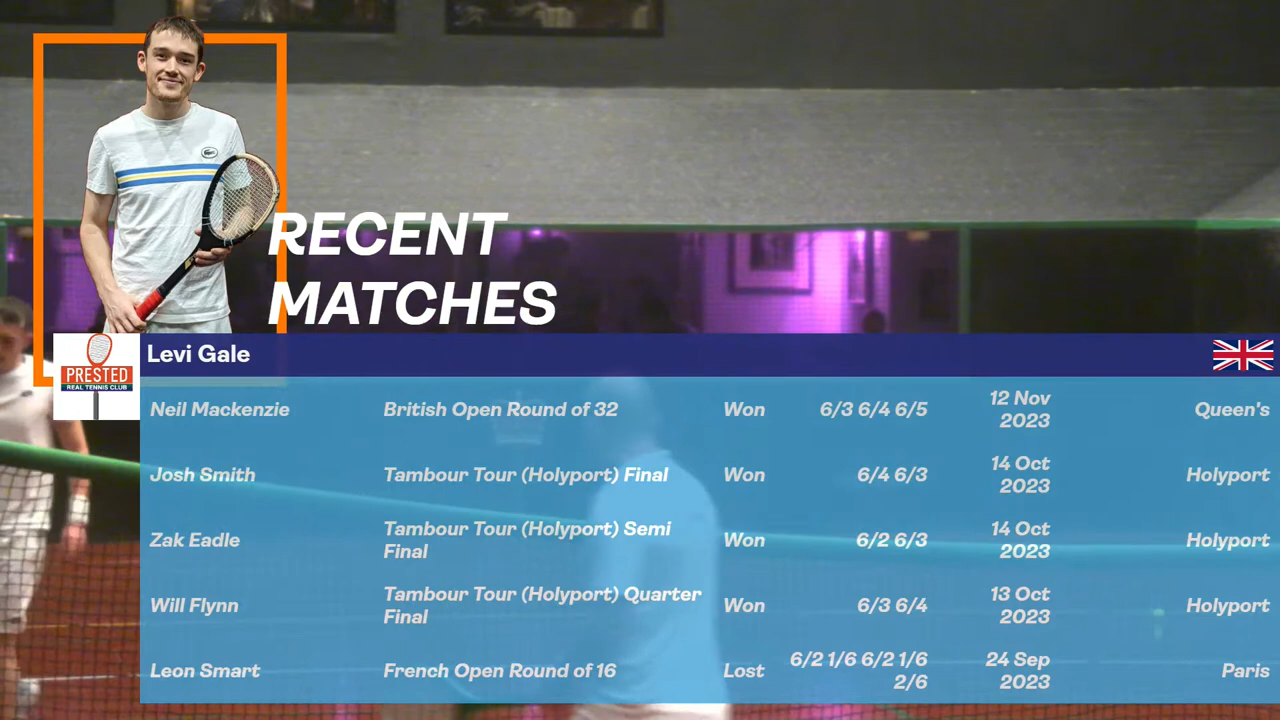 RECENT
MATCHES
PRESTED
REAL TENNIS CLUB
Levi Gale
Neil Mackenzie British Open Round of 32 Won 6/3 6/4 6/5 12 Nov 2023 Queen's
Josh Smith Tambour Tour (Holyport) Final Won 6/4 6/3 14 Oct 2023 Holyport
Zak Eadle Tambour Tour (Holyport) Semi Final Won 6/2 6/3 14 Oct 2023 Holyport
Will Flynn Tambour Tour (Holyport) Quarter Final Won 6/3 6/4 13 Oct 2023 Holyport
Leon Smart French Open Round of 16 Lost 6/2 1/6 6/2 1/6 2/6 24 Sep 2023 Paris